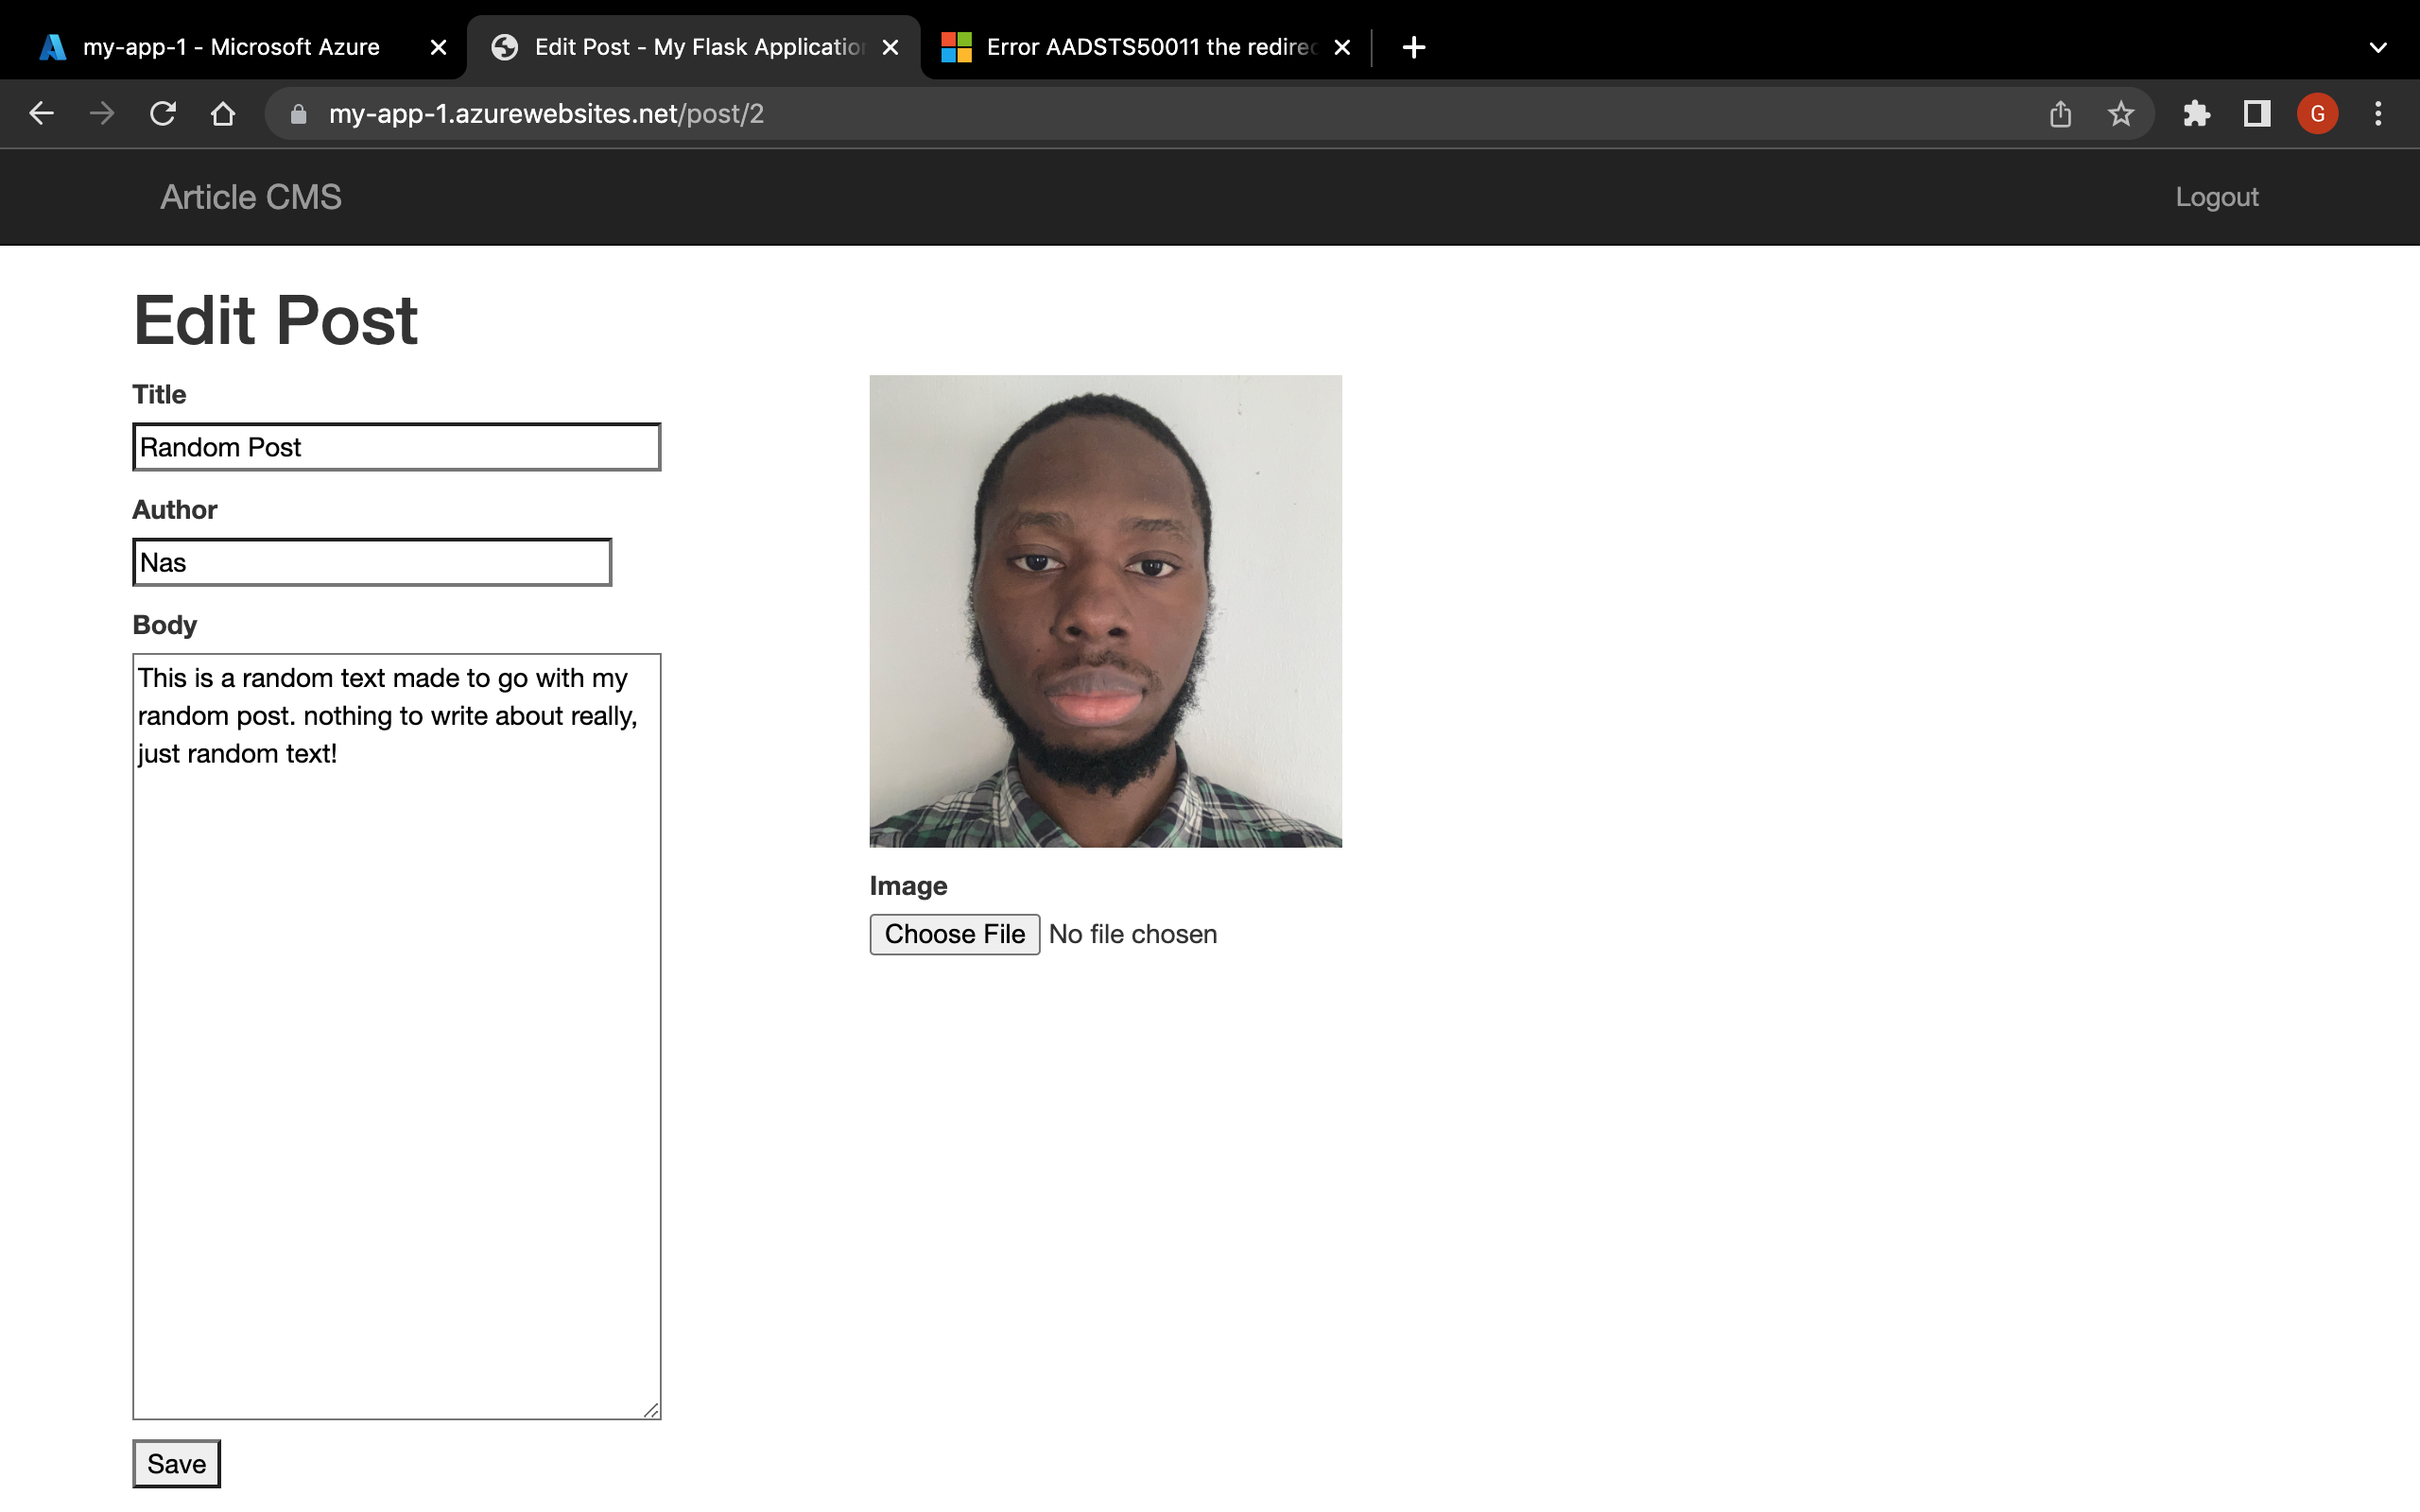 my-app-1 - Microsoft Azure
Edit Post - My Flask Application
Error AADSTS50011 the redirec
my-app-1.azurewebsites.net/post/2
G
Article CMS
Logout
Edit Post
Title
Random Post
Author
Nas
Body
This is a random text made to go with my
random post. nothing to write about really,
just random text!
Image
Choose File No file chosen
Save